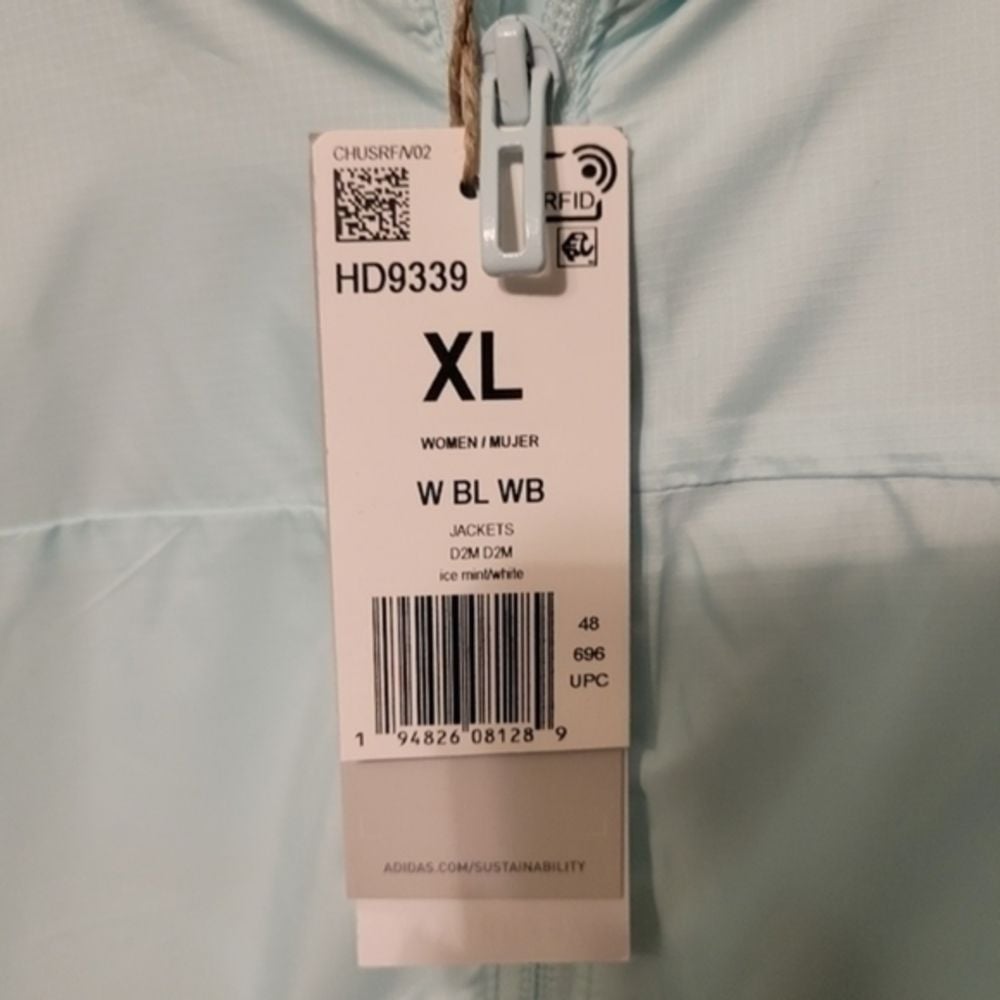 CHUSRF/V02
RFID
HD9339
XL
WOMEN / MUJER
W BL WB
JACKETS
D2M D2M
ice mint/white
48
696
UPC
1 94826 08128 9
ADIDAS.COM/SUSTAINABILITY